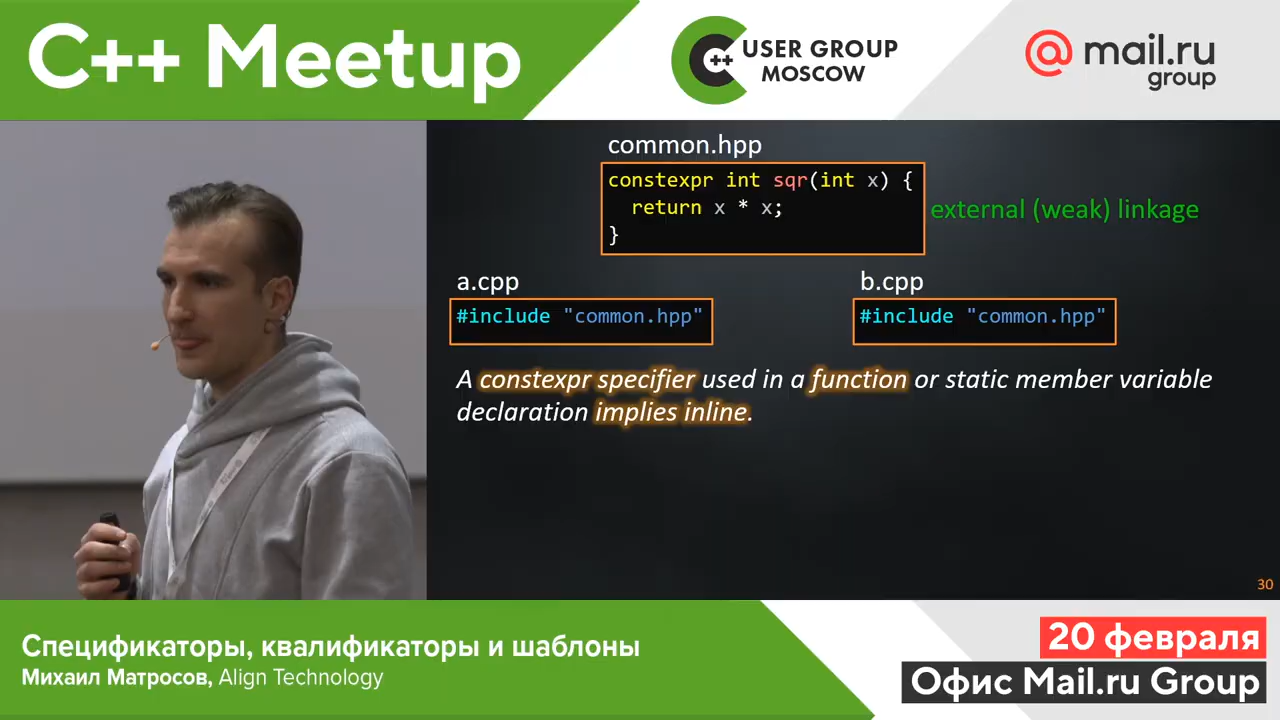 C++ Meetup
C++ USER GROUP
MOSCOW
@mail.ru
group
common.hpp
constexpr int sqr(int x) {
return x * x;
}
external (weak) linkage
a.cpp
b.cpp
#include "common.hpp"
#include "common.hpp"
A constexpr specifier used in a function or static member variable
declaration implies inline.
30
Спецификаторы, квалификаторы и шаблоны
Михаил Матросов, Align Technology
20 февраля
Офис Mail.ru Group